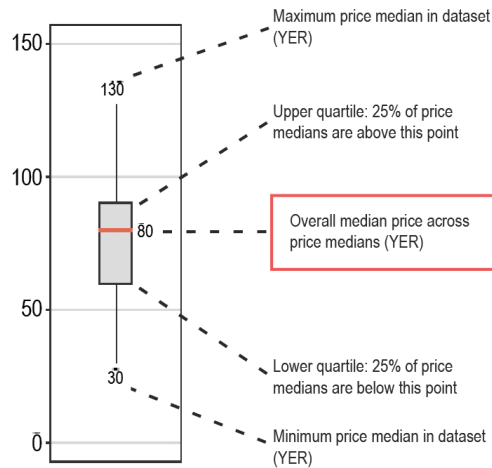 Maximum price median in dataset
(YER)
150
130
Upper quartile: 25% of price
medians are above this point
100
80
Overall median price across
price medians (YER)
50
30
Lower quartile: 25% of price
medians are below this point
0
Minimum price median in dataset
(YER)